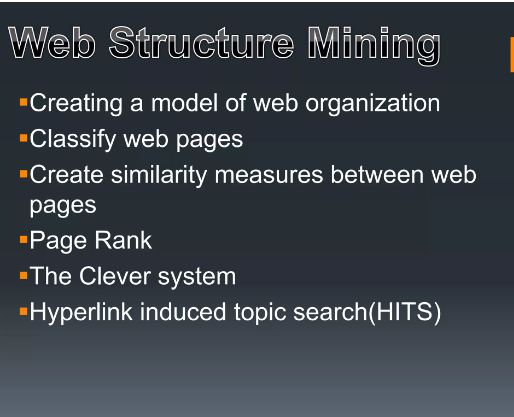 Web Structure Mining
▪Creating a model of web organization
▪Classify web pages
▪Create similarity measures between web
pages
▪Page Rank
▪The Clever system
▪Hyperlink induced topic search(HITS)